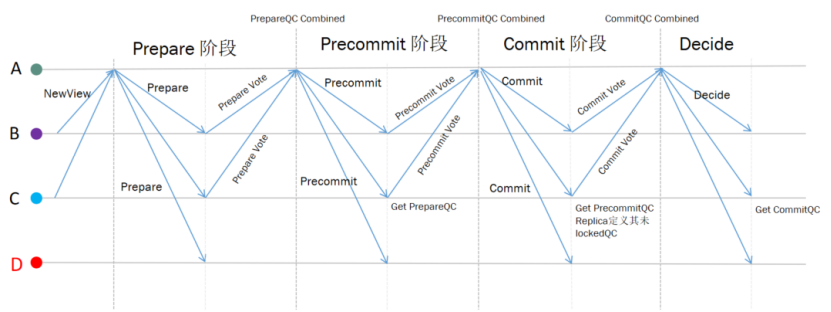 PrepareQC Combined
PrecommitQC Combined
CommitQC Combined
Prepare 阶段
Precommit 阶段
Commit 阶段
Decide
A
NewView
Prepare
Prepare Vote
Precommit
Precommit Vote
Commit
Commit Vote
Decide
B
Prepare
Prepare Vote
Precommit
Precommit Vote
Commit
Commit Vote
C
Get PrepareQC
Get PrecommitQC
Replica定义其未
lockedQC
Get CommitQC
D